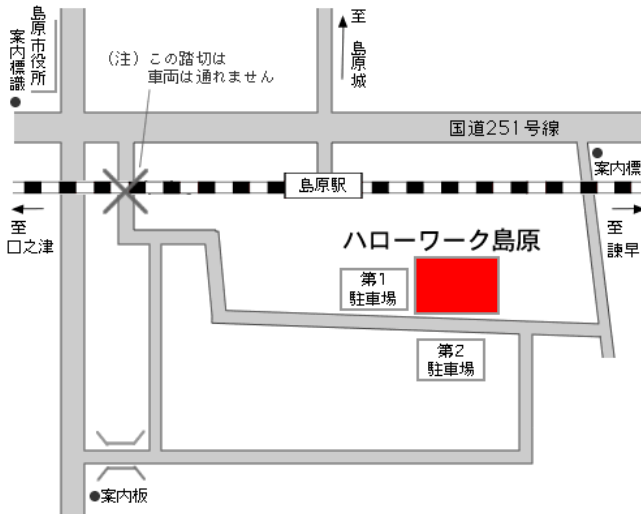 島原市役所
案内標識
至
島原城
（注）この踏切は
車両は通れません
国道251号線
案内標
島原駅
至
口之津
至
諫早
ハローワーク島原
第1
駐車場
第2
駐車場
案内板